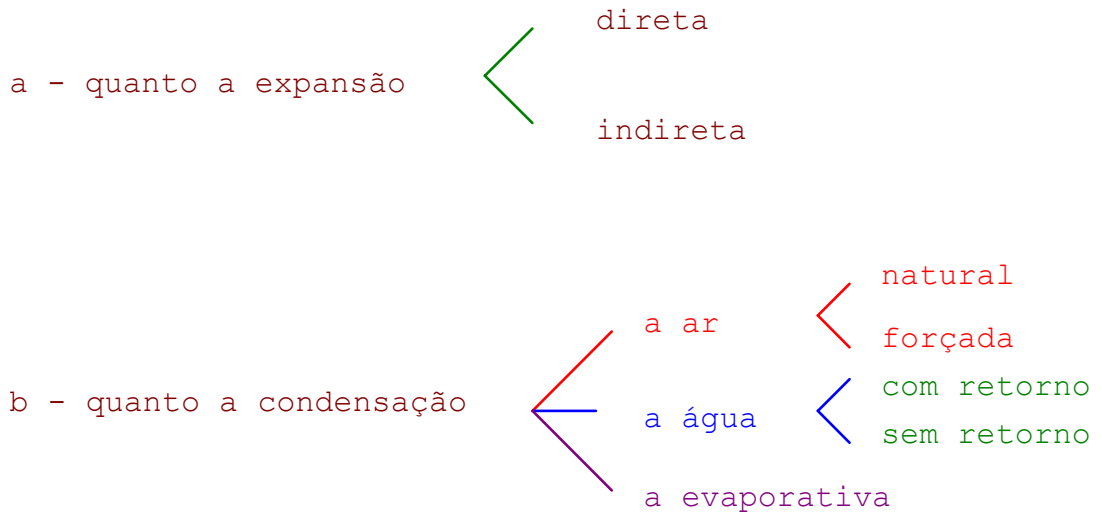 direta
a - quanto a expansão
indireta
natural
a ar
forçada
com retorno
b - quanto a condensação
a água
sem retorno
a evaporativa